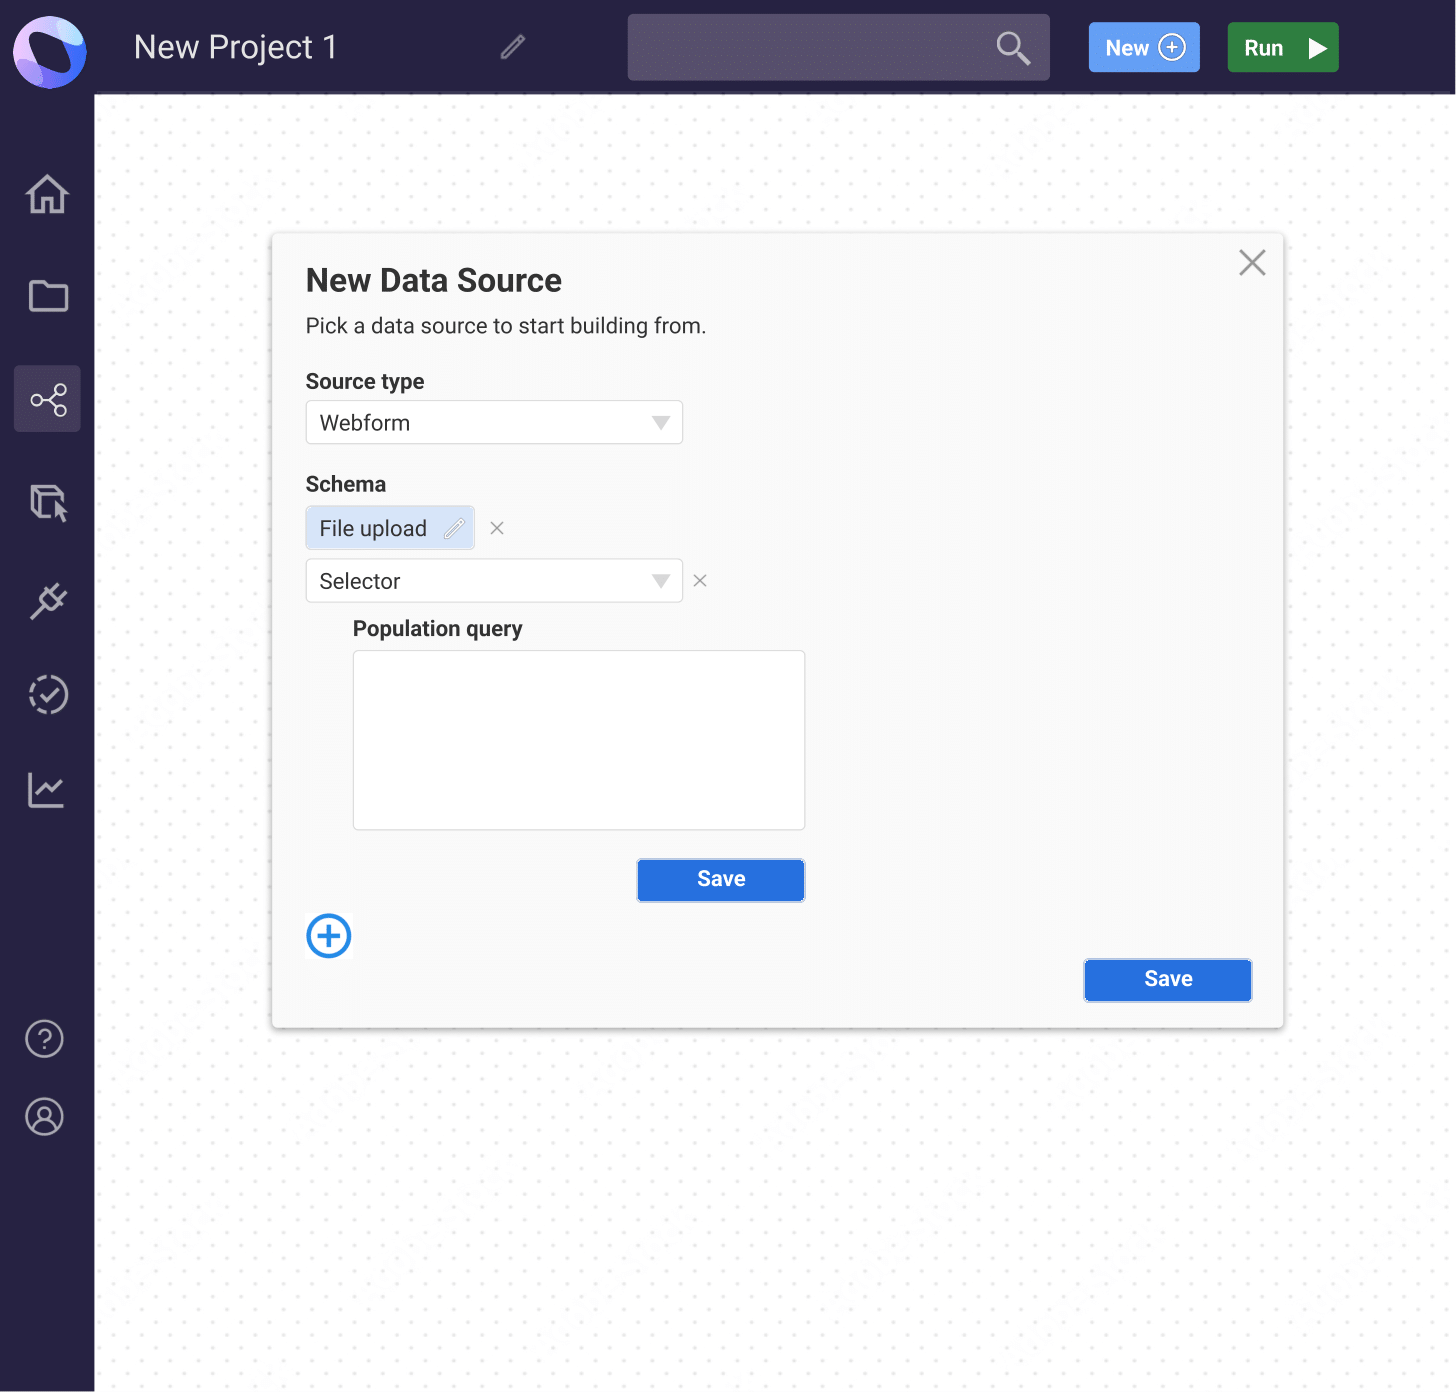 New Project 1
New
Run
New Data Source
Pick a data source to start building from.
Source type
Webform
Schema
File upload
Selector
Population query
Save
Save